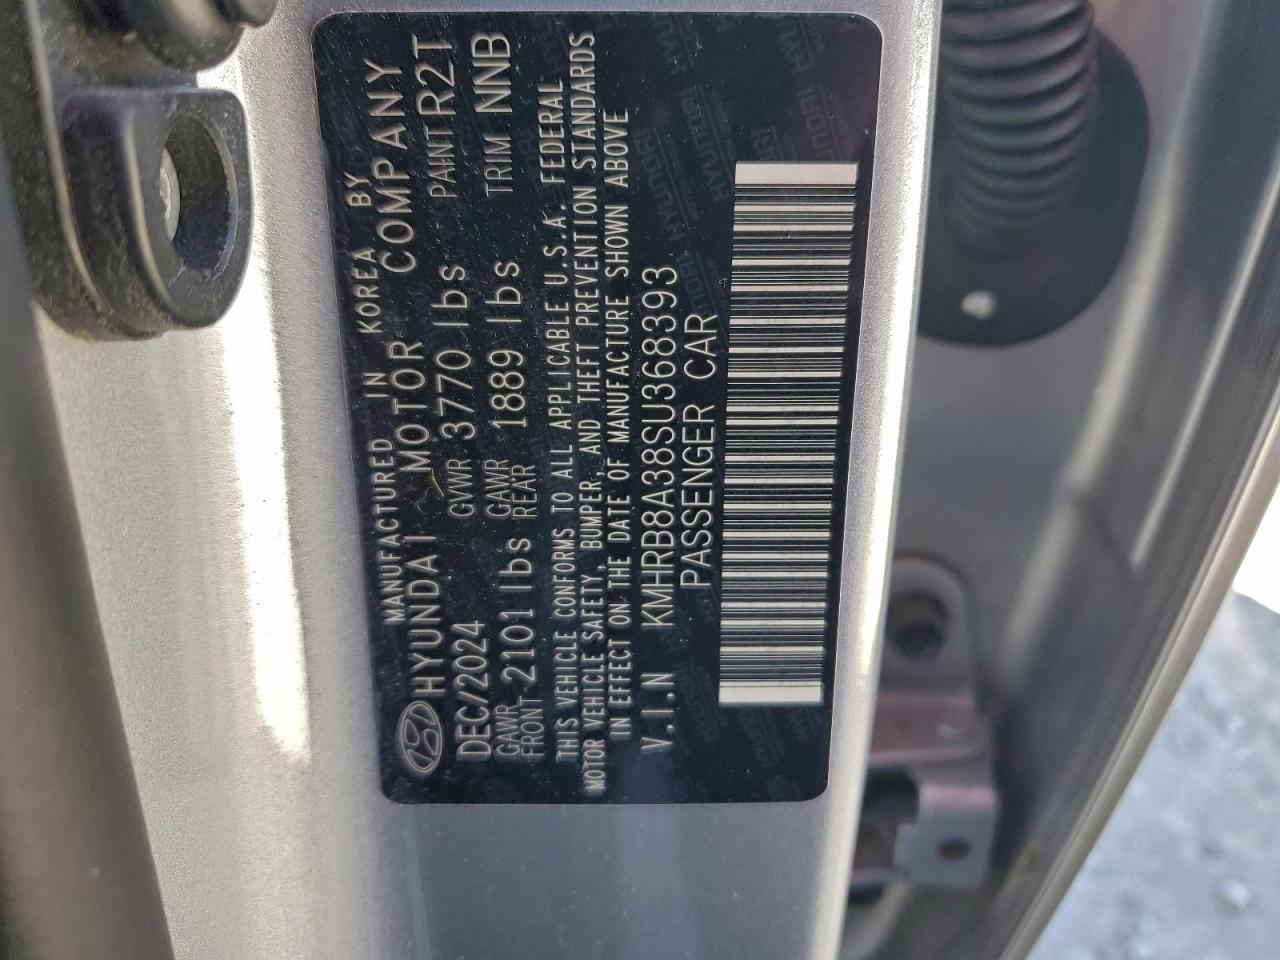 MANUFACTURED IN KOREA BY
HYUNDAI MOTOR COMPANY
DEC/2024 GVWR 3770 lbs PAINT R2T
GAWR FRONT 2101 lbs GAWR REAR 1889 lbs TRIM NNB
THIS VEHICLE CONFORMS TO ALL APPLICABLE U.S.A. FEDERAL
MOTOR VEHICLE SAFETY, BUMPER, AND THEFT PREVENTION STANDARDS
IN EFFECT ON THE DATE OF MANUFACTURE SHOWN ABOVE
V.I.N KMHRB8A38SU368393
PASSENGER CAR